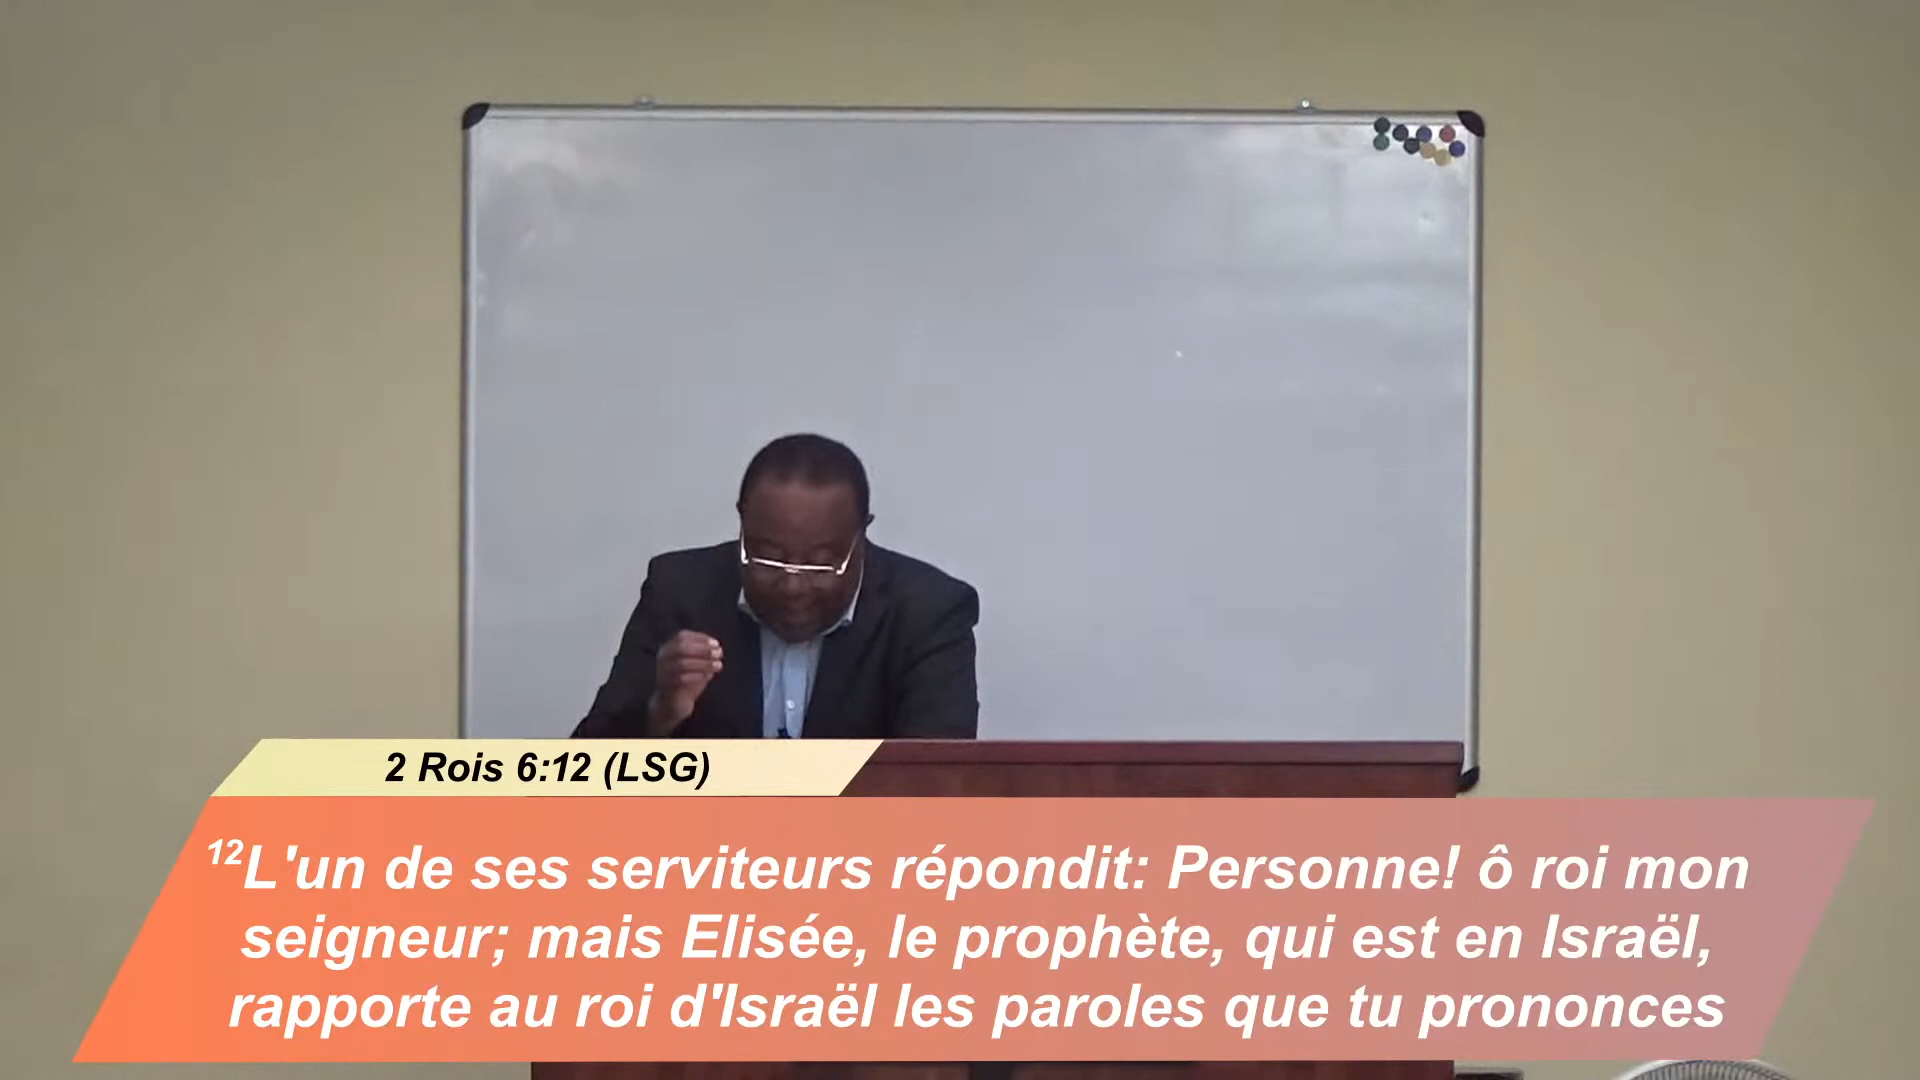 2 Rois 6:12 (LSG)
12L'un de ses serviteurs répondit: Personne! ô roi mon
seigneur; mais Elisée, le prophète, qui est en Israël,
rapporte au roi d'Israël les paroles que tu prononces